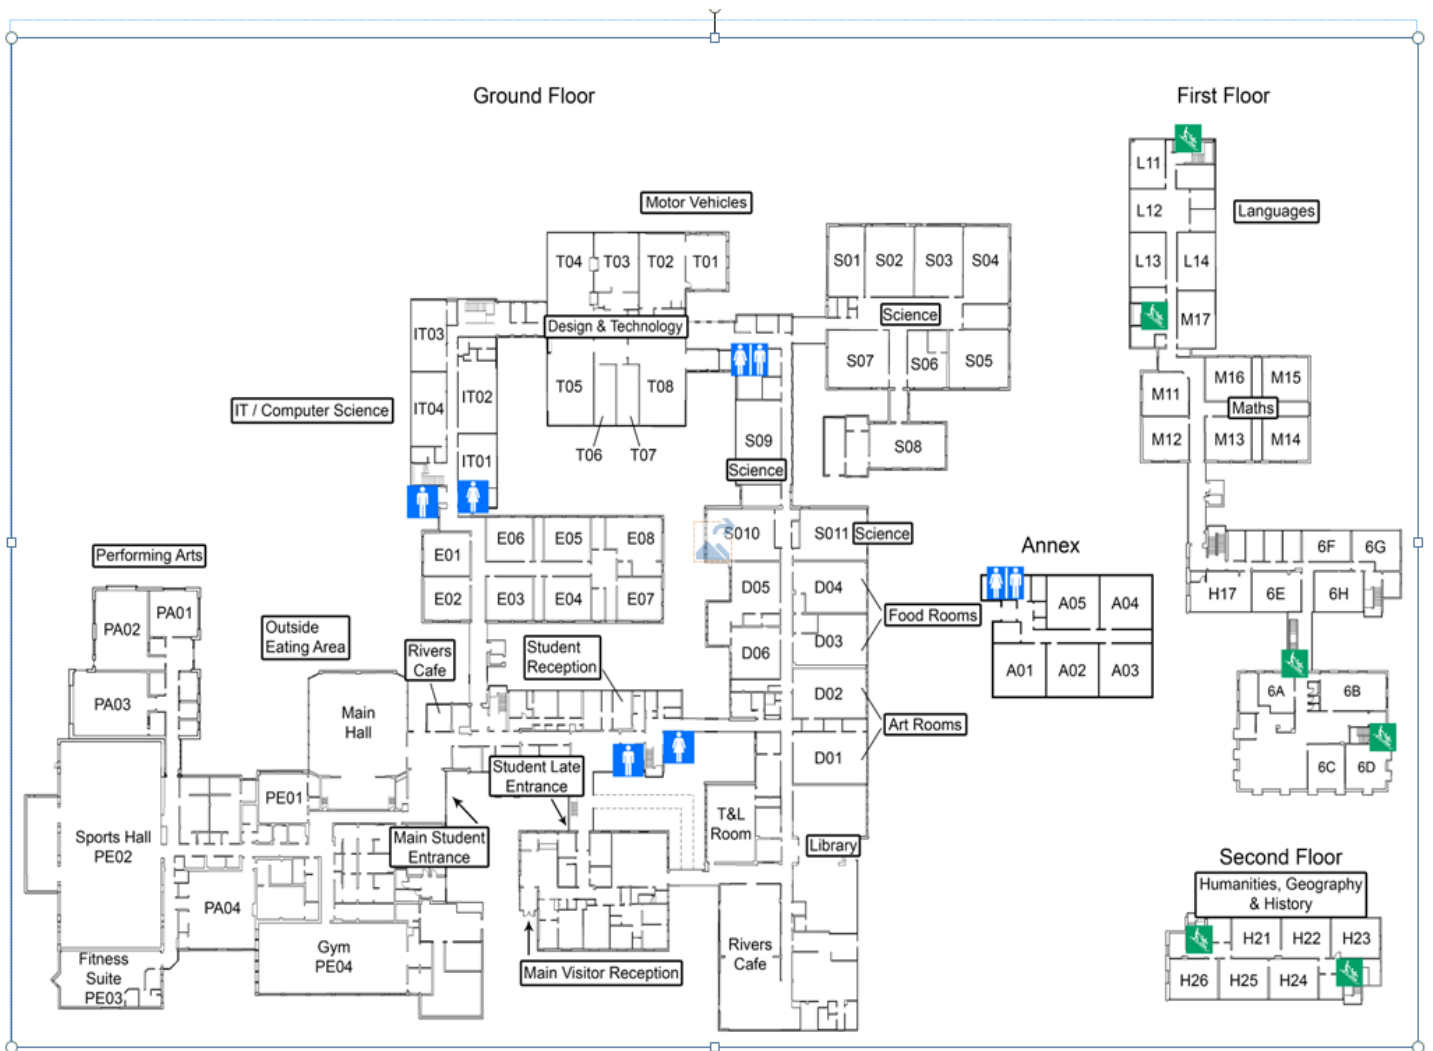 Ground Floor
First Floor
L11
Motor Vehicles
L12
Languages
T04
T03
T02
T01
S01
S02
S03
S04
L13
L14
Science
M17
IT03
Design & Technology
S07
S06
S05
M16
M15
T05
T08
M11
IT02
IT04
IT / Computer Science
Maths
S09
M12
M13
M14
S08
T06
T07
IT01
Science
S010
S011
Science
E06
E05
E08
Annex
6F
6G
Performing Arts
E01
D05
D04
H17
6E
6H
E02
E03
E04
E07
A05
A04
PA01
PA02
Food Rooms
Outside
Eating Area
D03
Rivers
Cafe
Student
Reception
D06
A01
A02
A03
6A
6B
PA03
D02
Main
Hall
Art Rooms
D01
Student Late
Entrance
6C
6D
PE01
T&L
Room
Sports Hall
PE02
Main Student
Entrance
Library
Second Floor
Humanities, Geography
& History
PA04
H21
H22
H23
Gym
PE04
Rivers
Cafe
Fitness
Suite
PE03
Main Visitor Reception
H26
H25
H24